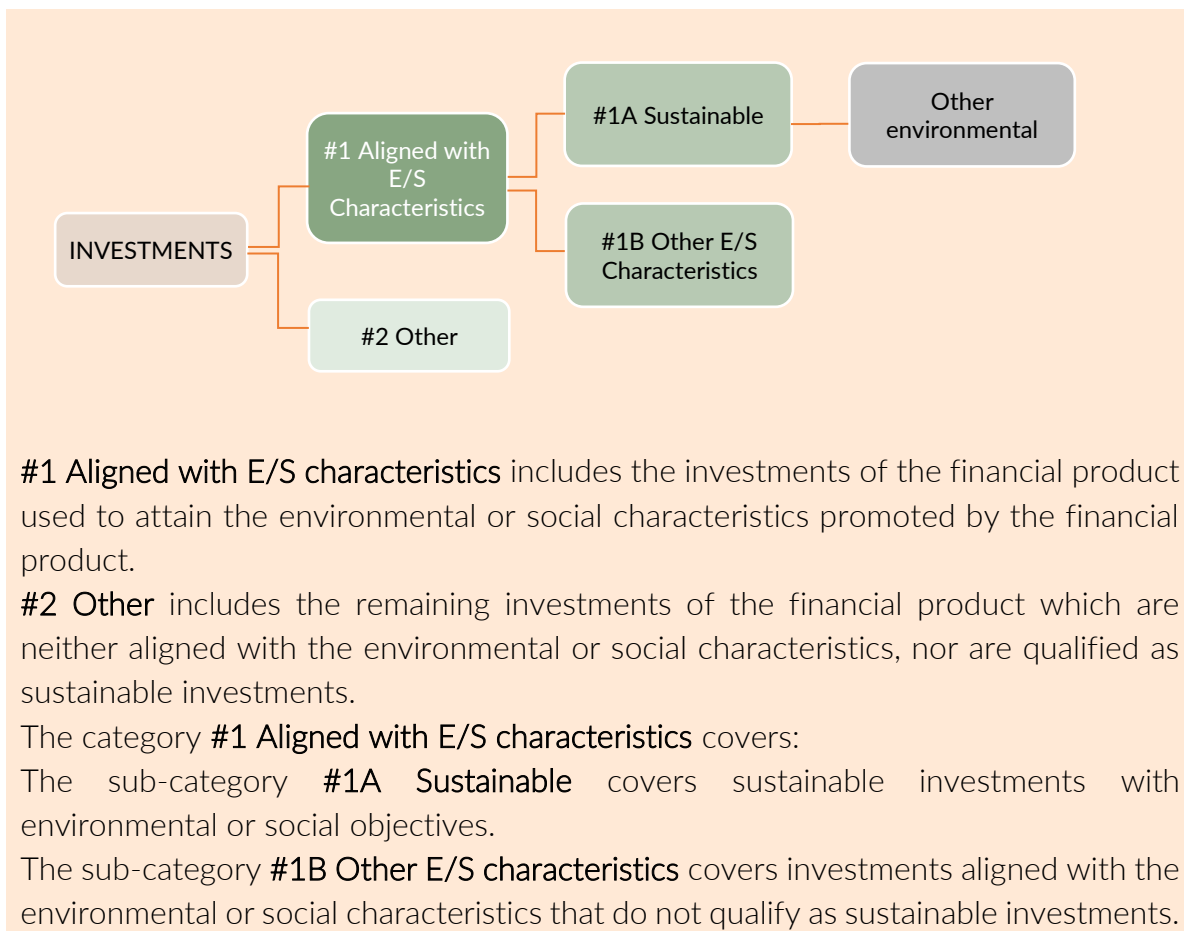 #1A Sustainable
Other
environmental
#1 Aligned with
E/S
Characteristics
#1B Other E/S
Characteristics
INVESTMENTS
#2 Other
#1 Aligned with E/S characteristics includes the investments of the financial product
used to attain the environmental or social characteristics promoted by the financial
product.
#2 Other includes the remaining investments of the financial product which are
neither aligned with the environmental or social characteristics, nor are qualified as
sustainable investments.
The category #1 Aligned with E/S characteristics covers:
The sub-category #1A Sustainable covers sustainable investments with
environmental or social objectives.
The sub-category #1B Other E/S characteristics covers investments aligned with the
environmental or social characteristics that do not qualify as sustainable investments.